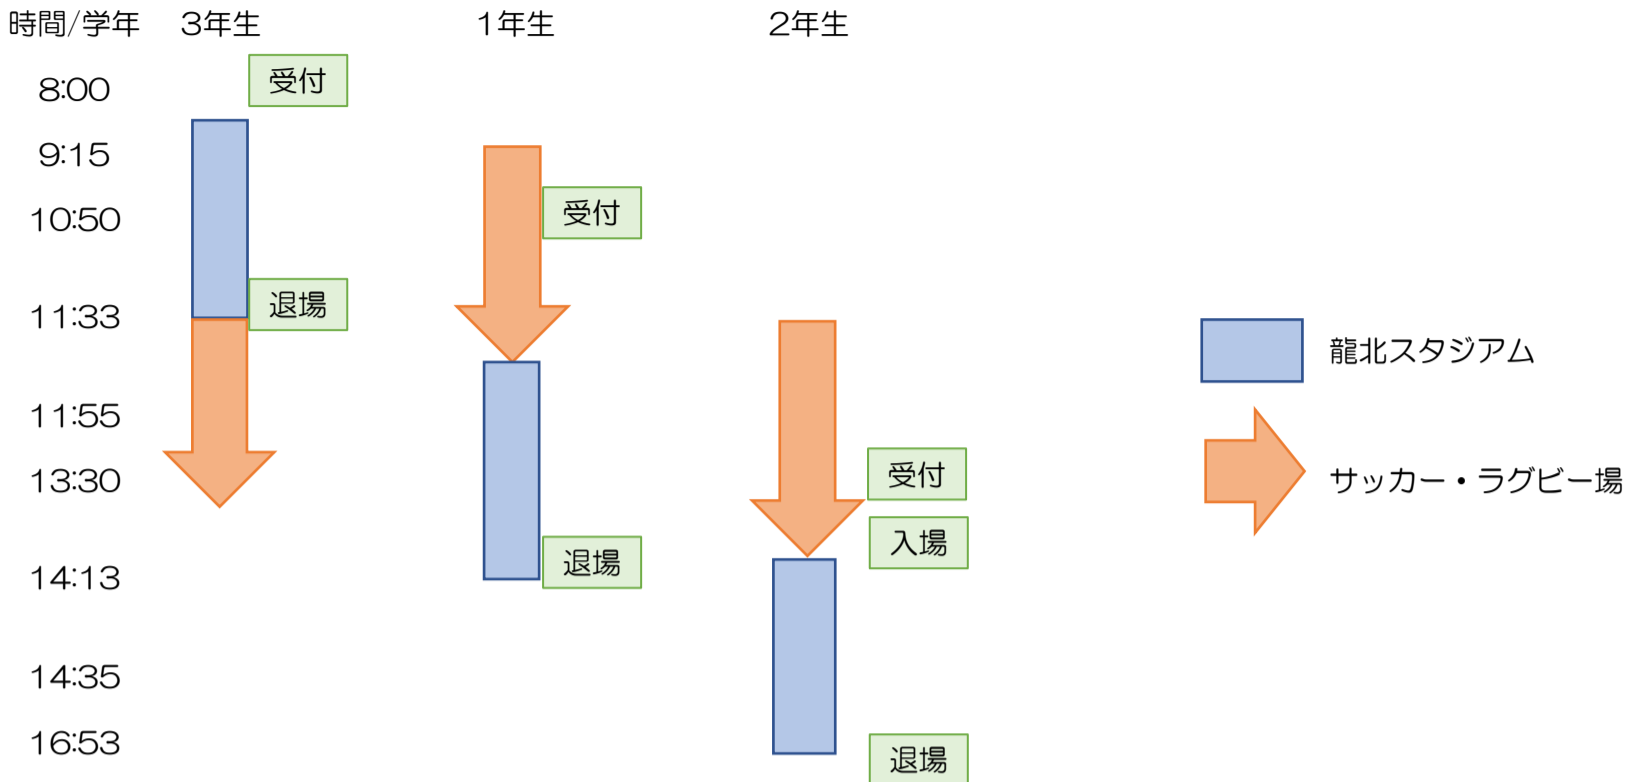 時間/学年 3年生 1年生 2年生
8:00 受付
9:15
10:50 受付
11:33 退場
龍北スタジアム
11:55
13:30 受付
サッカー・ラグビー場
入場
14:13 退場
14:35
16:53 退場